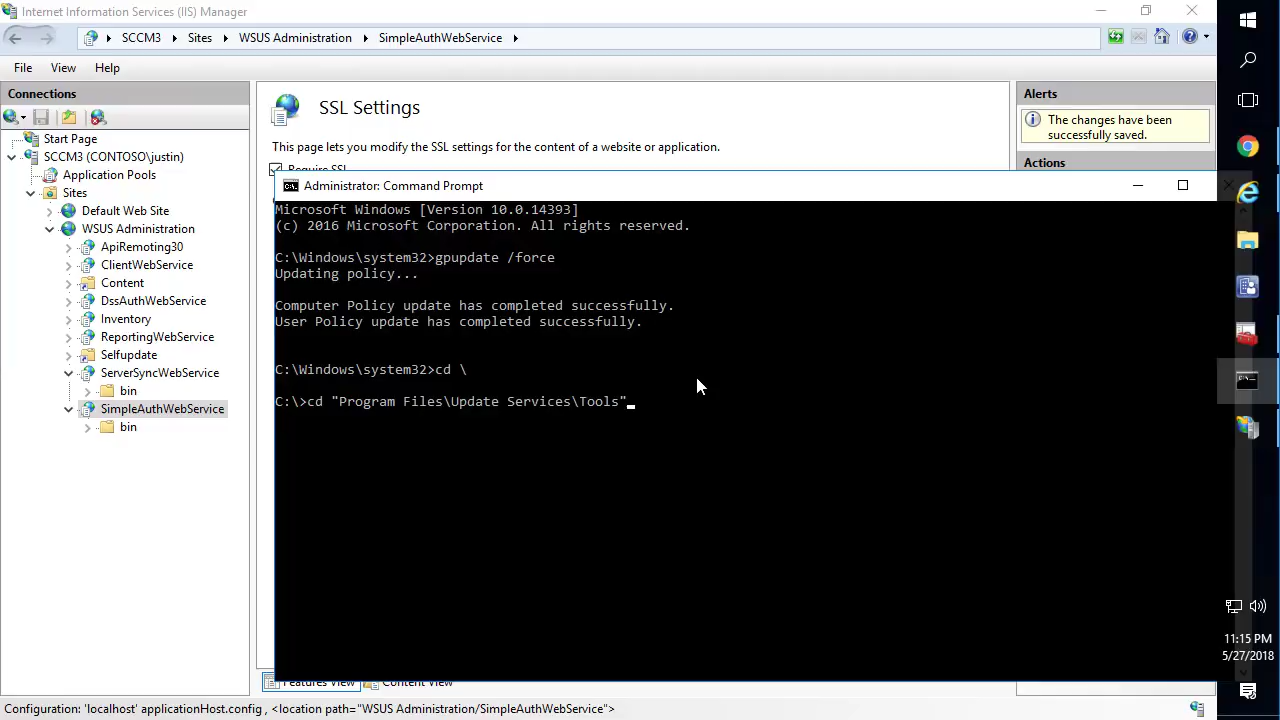 Internet Information Services (IIS) Manager
SCCM3 Sites WSUS Administration SimpleAuthWebService
File View Help
Connections
Start Page
SCCM3 (CONTOSO\justin)
Application Pools
Sites
Default Web Site
WSUS Administration
ApiRemoting30
ClientWebService
Content
DssAuthWebService
Inventory
ReportingWebService
Selfupdate
ServerSyncWebService
bin
SimpleAuthWebService
bin
SSL Settings
This page lets you modify the SSL settings for the content of a website or application.
Require SSL
Alerts
The changes have been
successfully saved.
Actions
Administrator: Command Prompt
Microsoft Windows [Version 10.0.14393]
(c) 2016 Microsoft Corporation. All rights reserved.
C:\Windows\system32>gpupdate /force
Updating policy...
Computer Policy update has completed successfully.
User Policy update has completed successfully.
C:\Windows\system32>cd \
C:\>cd "Program Files\Update Services\Tools"
Features View Content View
Configuration: 'localhost' applicationHost.config , <location path="WSUS Administration/SimpleAuthWebService">
11:15 PM
5/27/2018